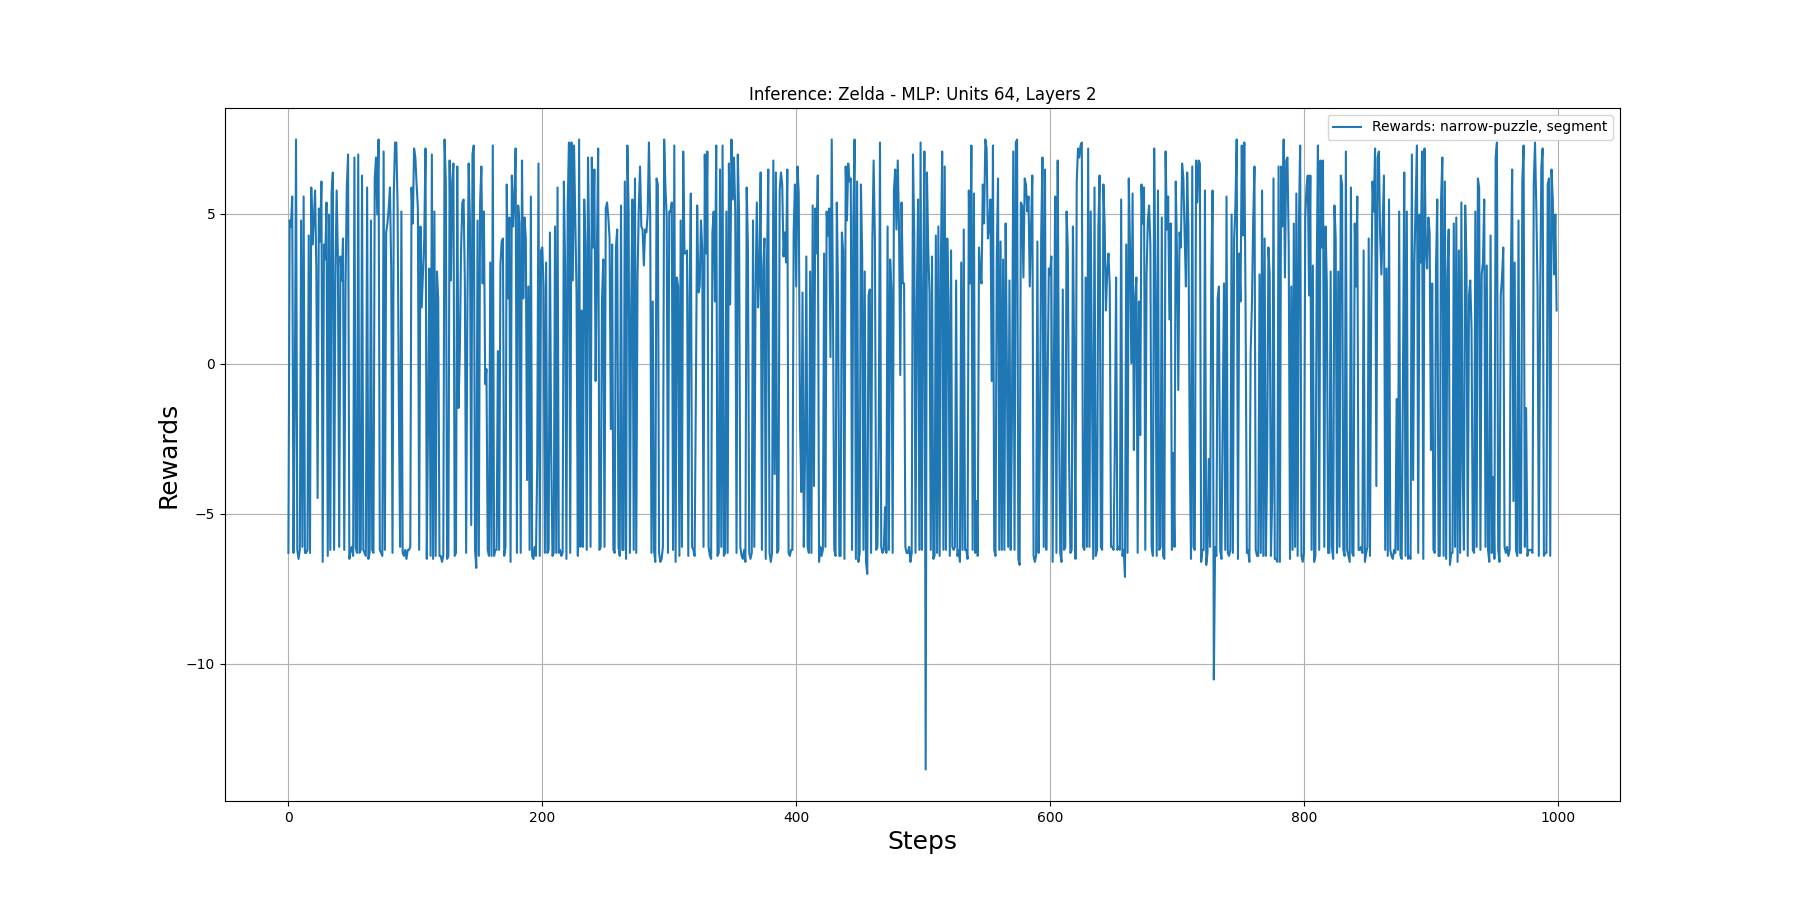 Inference: Zelda - MLP: Units 64, Layers 2
Rewards: narrow-puzzle, segment
5
0
−5
−10
Rewards
0 200 400 600 800 1000
Steps